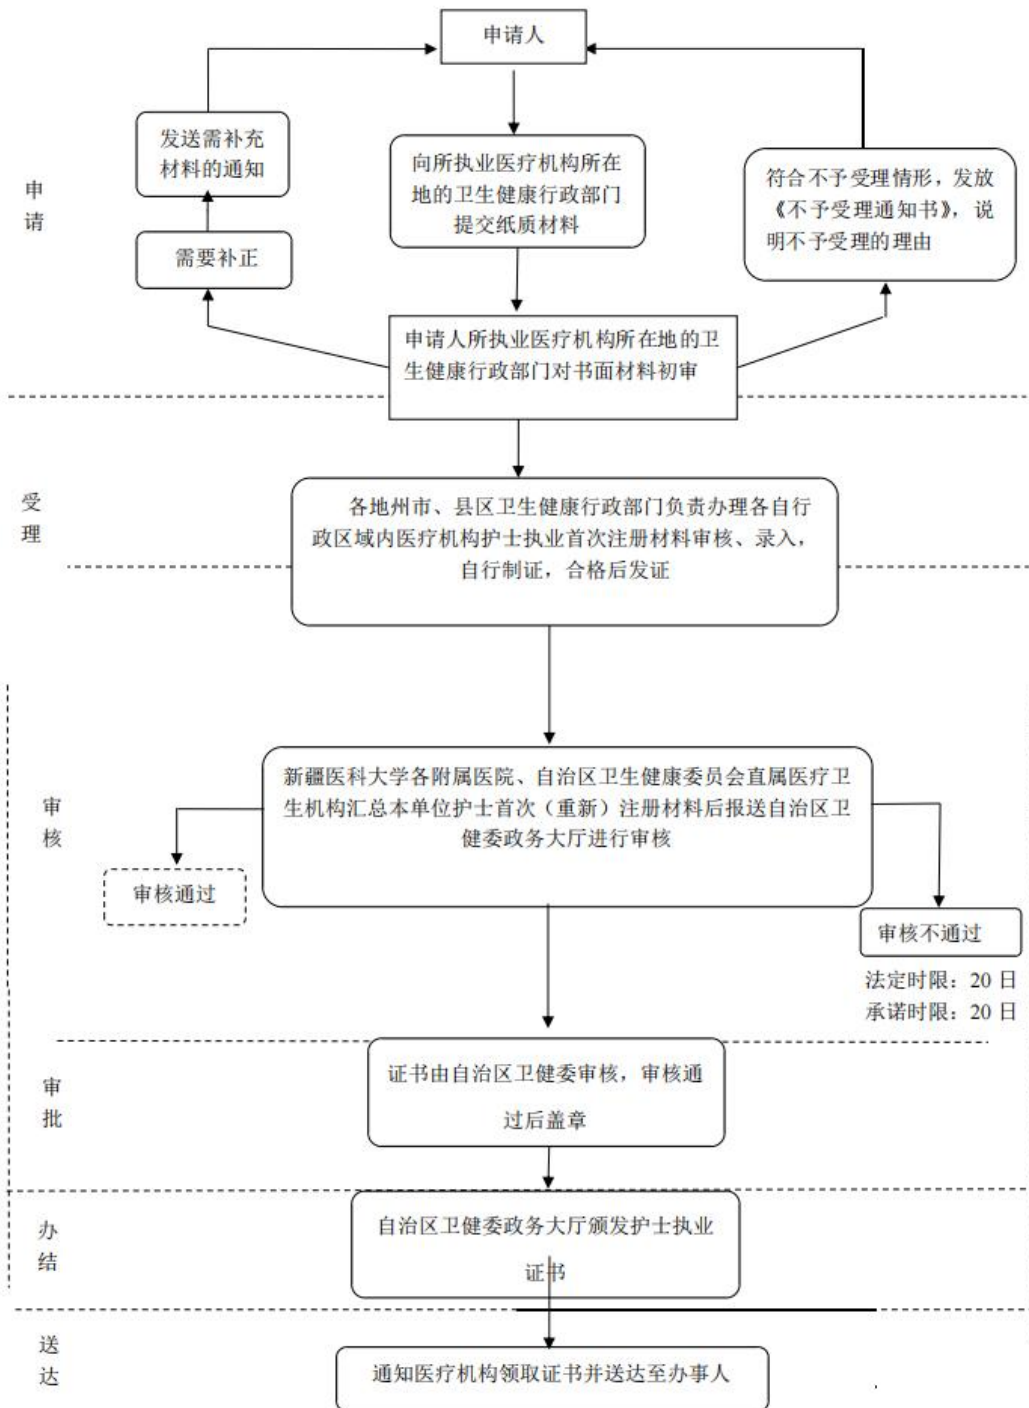 申请人
发送需补充
材料的通知
向所执业医疗机构所在
地的卫生健康行政部门
提交纸质材料
符合不予受理情形，发放
《不予受理通知书》，说
明不予受理的理由
申
请
需要补正
申请人所执业医疗机构所在地的卫
生健康行政部门对书面材料初审
受
理
各地州市、县区卫生健康行政部门负责办理各自行
政区域内医疗机构护士执业首次注册材料审核、录入，
自行制证，合格后发证
审
核
新疆医科大学各附属医院、自治区卫生健康委员会直属医疗卫
生机构汇总本单位护士首次（重新）注册材料后报送自治区卫
健委政务大厅进行审核
审核通过
审核不通过
法定时限：20 日
承诺时限：20 日
审
批
证书由自治区卫健委审核，审核通
过后盖章
办
结
自治区卫健委政务大厅颁发护士执业
证书
送
达
通知医疗机构领取证书并送达至办事人